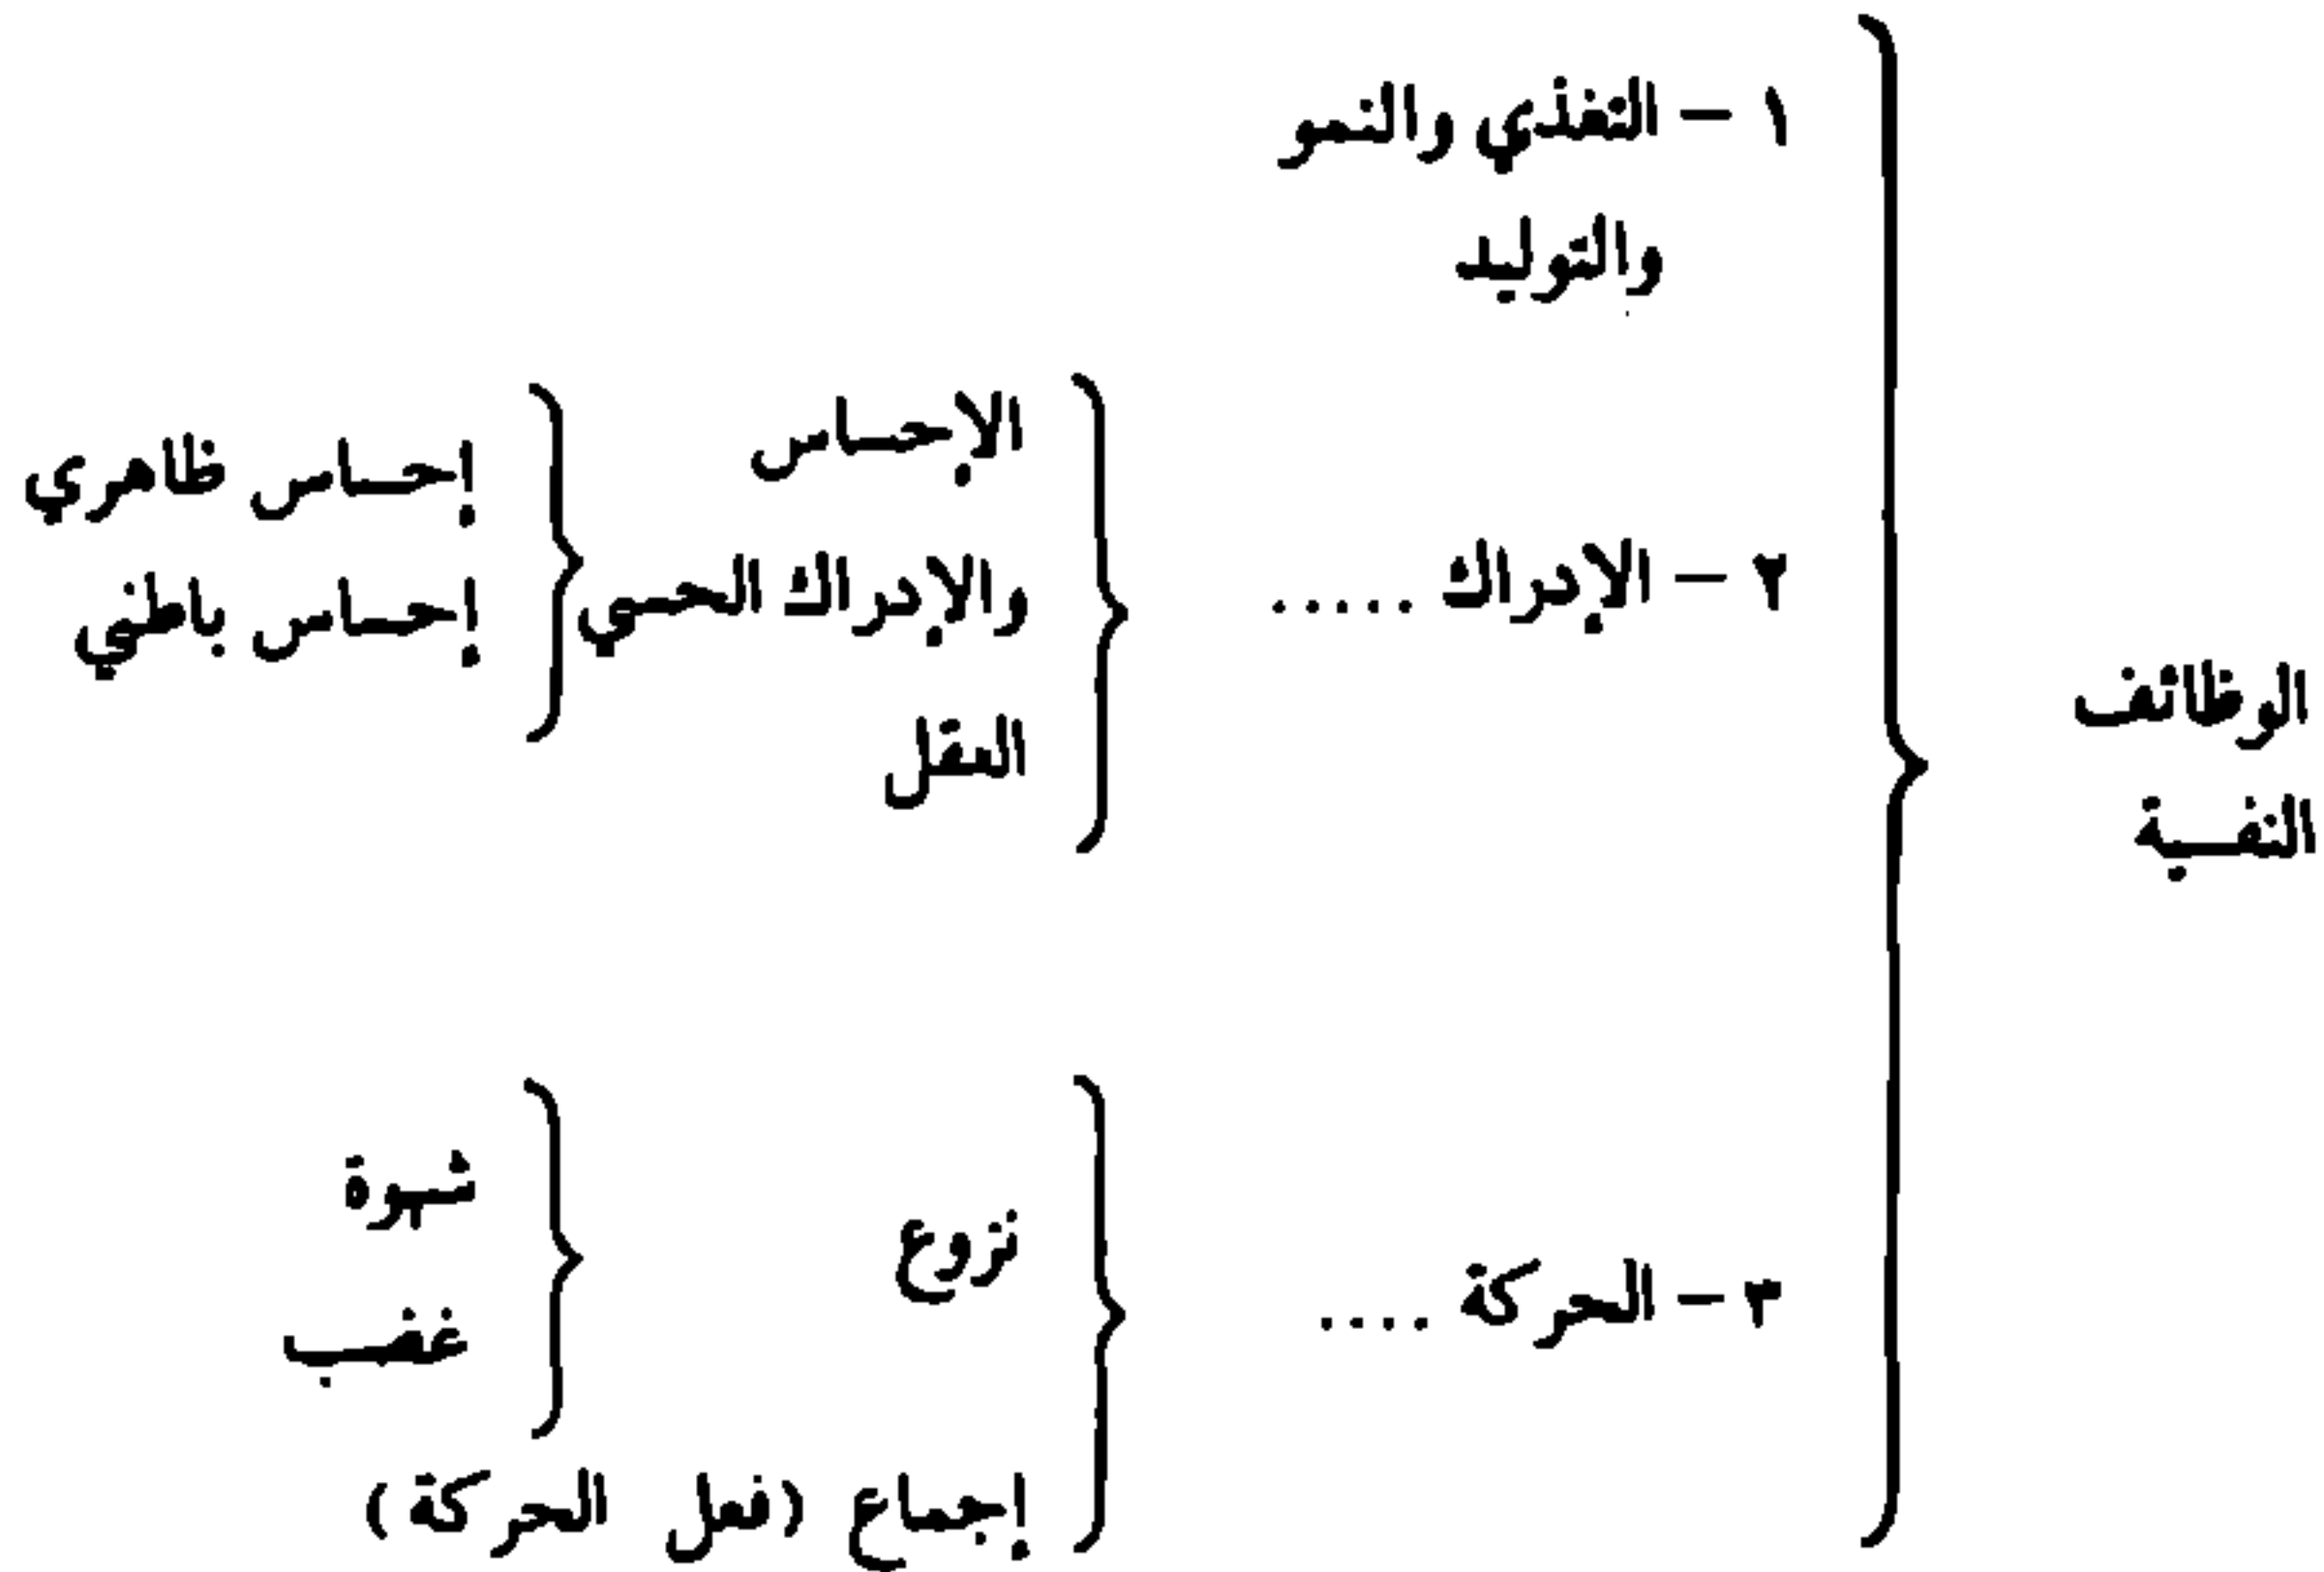 الوظائف
النفسية
١ – التغذي والنمو
والتوليد
٢ – الإدراك .....
الإحساس
والإدراك الحسي
إحساس ظاهري
إحساس باطني
التعقل
٣ – الحركة ....
نزوع
شهوة
غضب
إجماع (فعل الحركة)